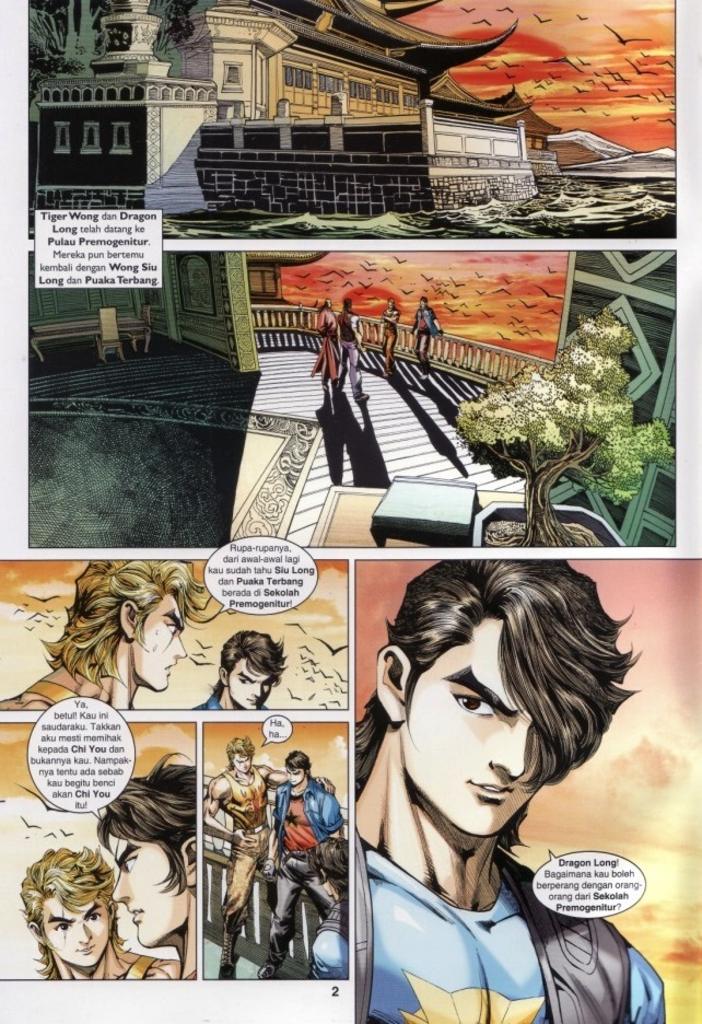 Tiger Wong dan Dragon
Long telah datang ke
Pulau Premogenitur.
Mereka pun bertemu
kembali dengan Wong Siu
Long dan Puaka Terbang.
Rupa-rupanya,
dari awal-awal lagi
kau sudah tahu Siu Long
dan Puaka Terbang
berada di Sekolah
Premogenitur!
Ya,
betul! Kau ini
saudaraku. Takkan
aku mesti memihak
kepada Chi You dan
bukannya kau. Nampak-
nya tentu ada sebab
kau begitu benci
akan Chi You
itu!
Ha,
ha...
Dragon Long!
Bagaimana kau boleh
berperang dengan orang-
orang dari Sekolah
Premogenitur?
2